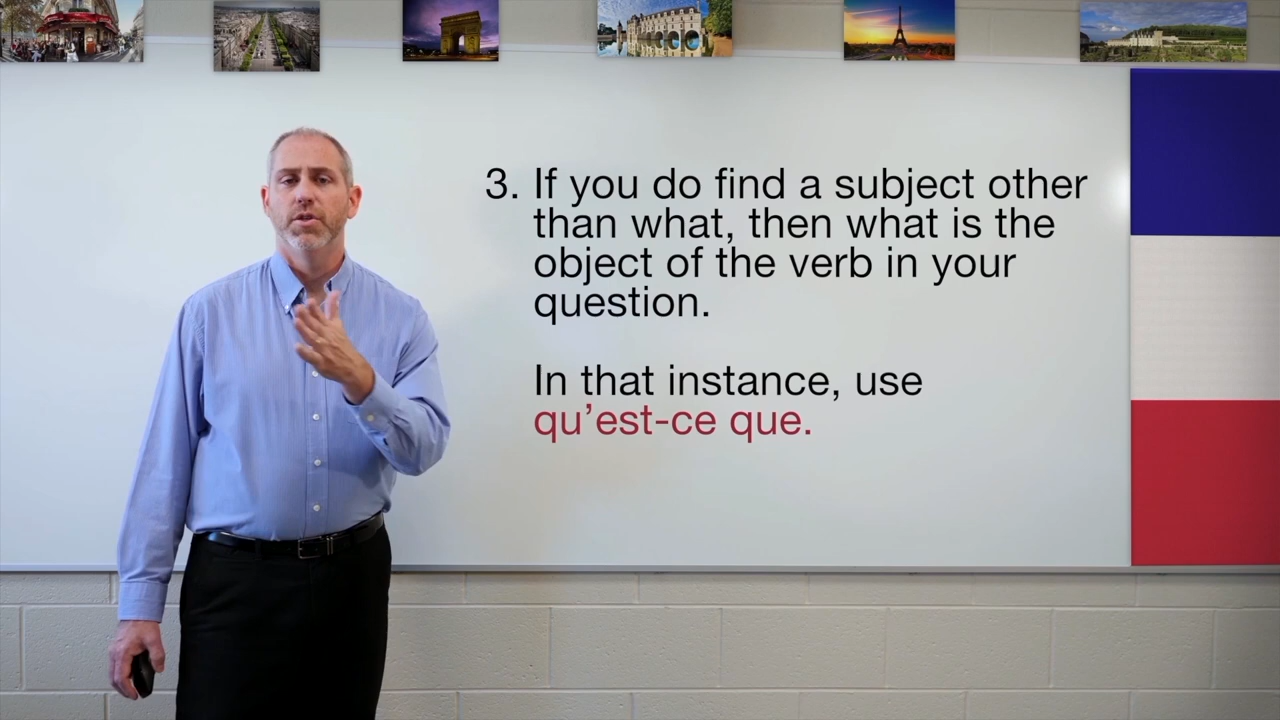 3. If you do find a subject other
than what, then what is the
object of the verb in your
question.
In that instance, use
qu’est-ce que.